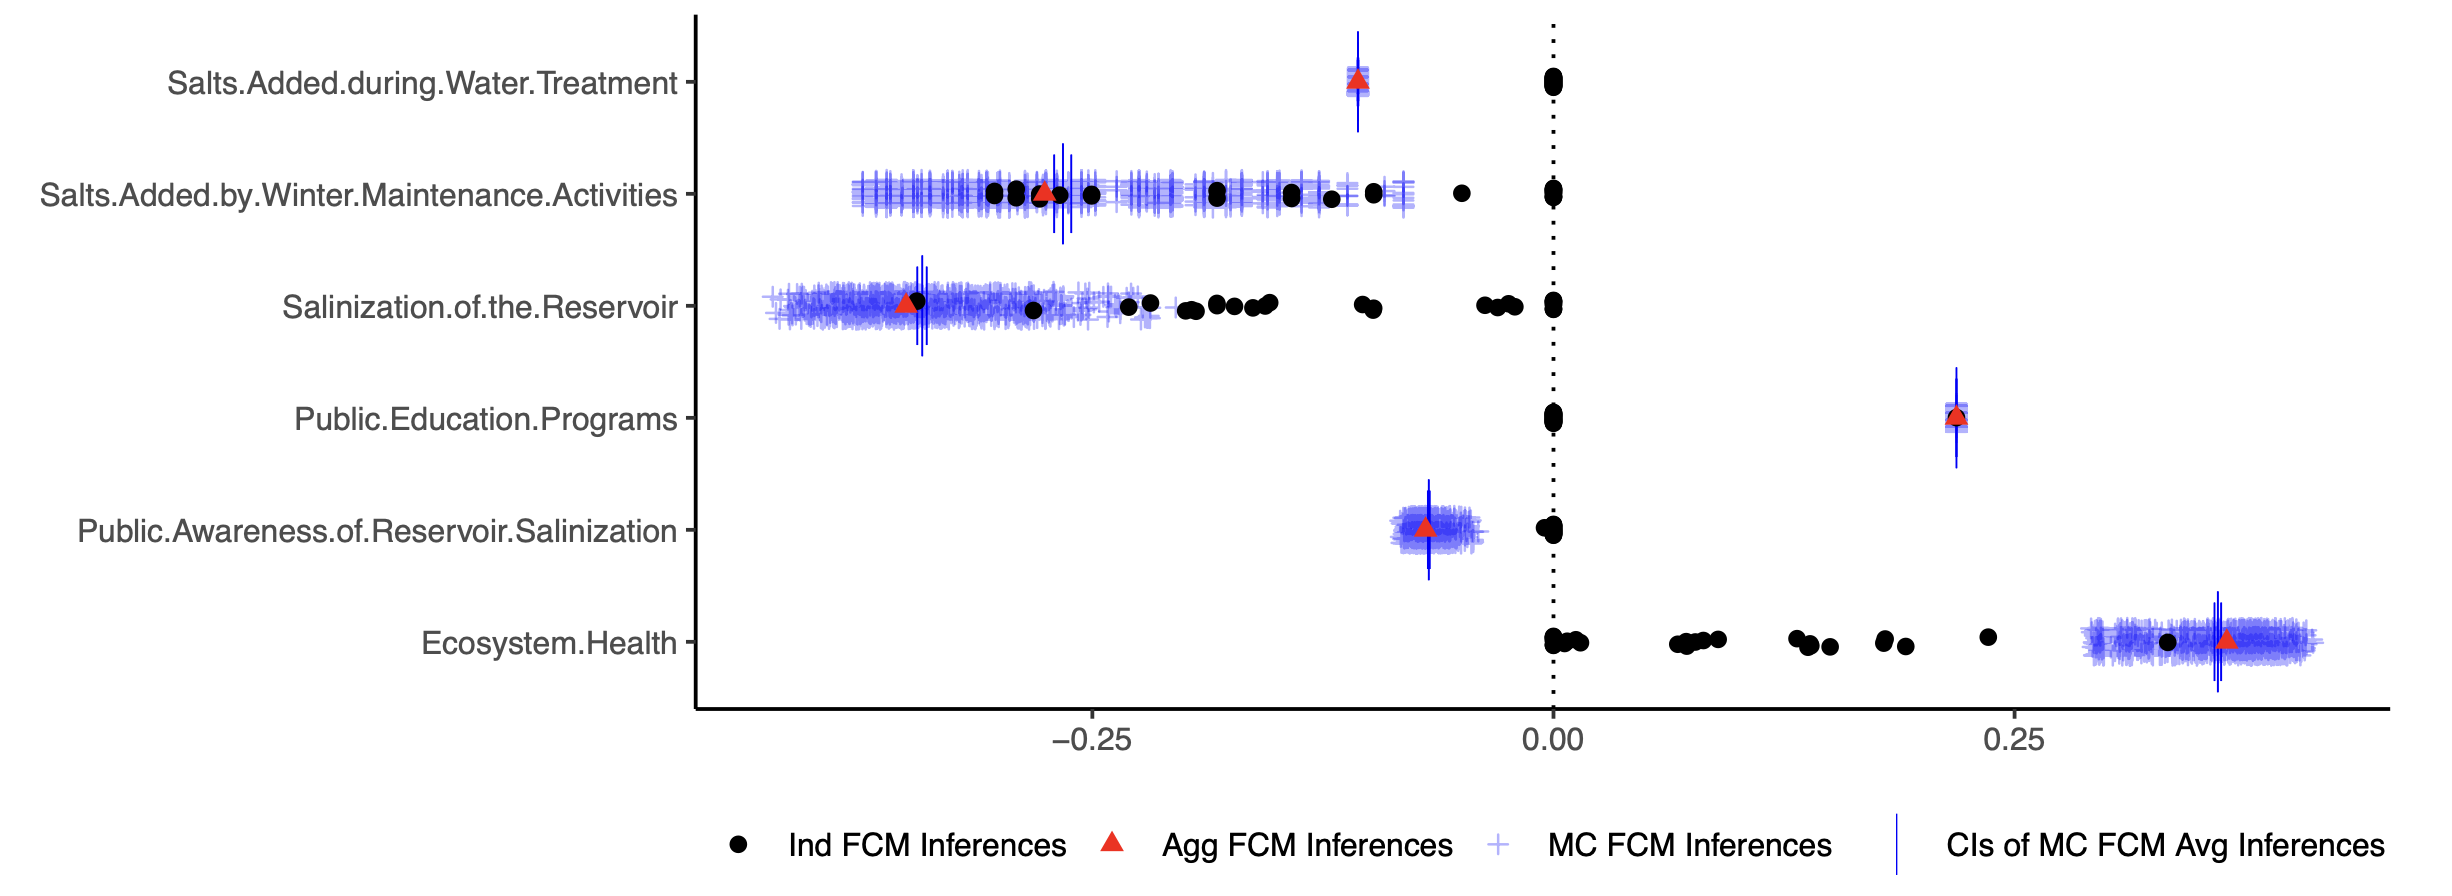 Salts.Added.during.Water.Treatment
Salts.Added.by.Winter.Maintenance.Activities
Salinization.of.the.Reservoir
Public.Education.Programs
Public.Awareness.of.Reservoir.Salinization
Ecosystem.Health
−0.25 0.00 0.25
Ind FCM Inferences Agg FCM Inferences MC FCM Inferences CIs of MC FCM Avg Inferences